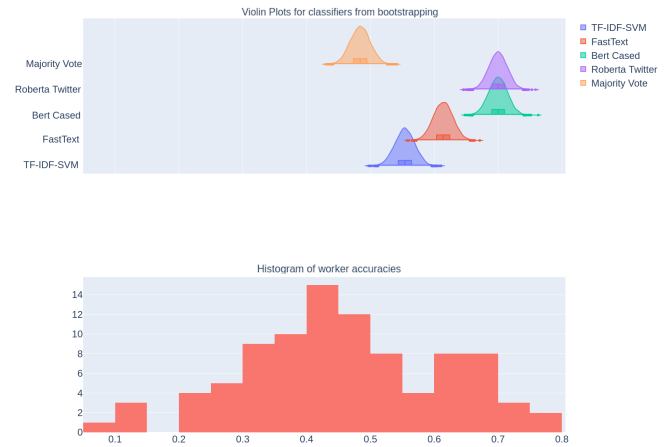 Violin Plots for classifiers from bootstrapping
TF-IDF-SVM
FastText
Bert Cased
Roberta Twitter
Majority Vote
Majority Vote
Roberta Twitter
Bert Cased
FastText
TF-IDF-SVM
Histogram of worker accuracies
14
12
10
8
6
4
2
0
0.1 0.2 0.3 0.4 0.5 0.6 0.7 0.8